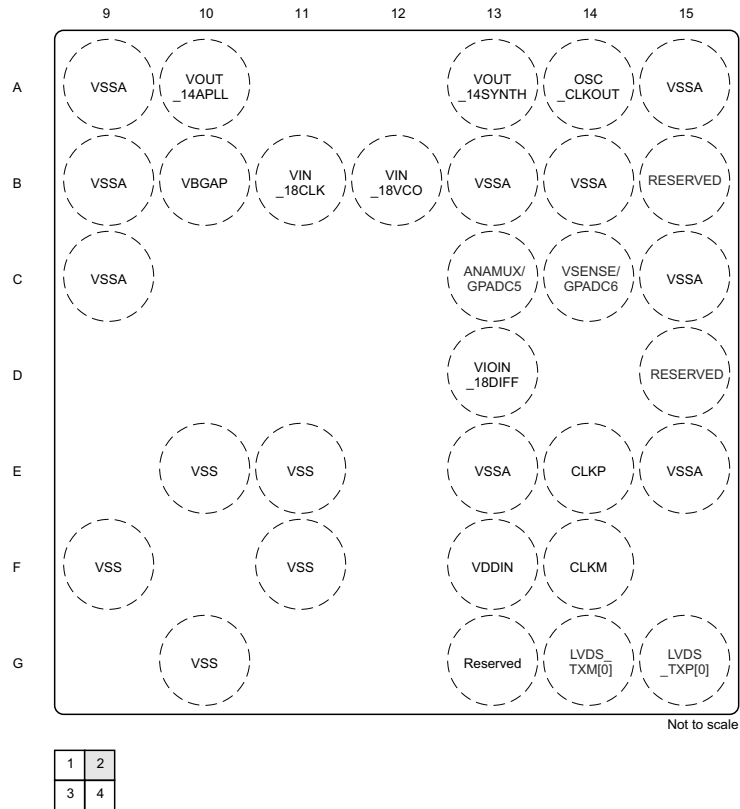 9 10 11 12 13 14 15
A
VSSA
VOUT
_14APLL
VOUT
_14SYNTH
OSC
_CLKOUT
VSSA
B
VSSA
VBGAP
VIN
_18CLK
VIN
_18VCO
VSSA
VSSA
RESERVED
C
VSSA
ANAMUX/
GPADC5
VSENSE/
GPADC6
VSSA
D
VIOIN
_18DIFF
RESERVED
E
VSS
VSS
VSSA
CLKP
VSSA
F
VSS
VSS
VDDIN
CLKM
G
VSS
Reserved
LVDS_
TXM[0]
LVDS
_TXP[0]
Not to scale
1 2
3 4